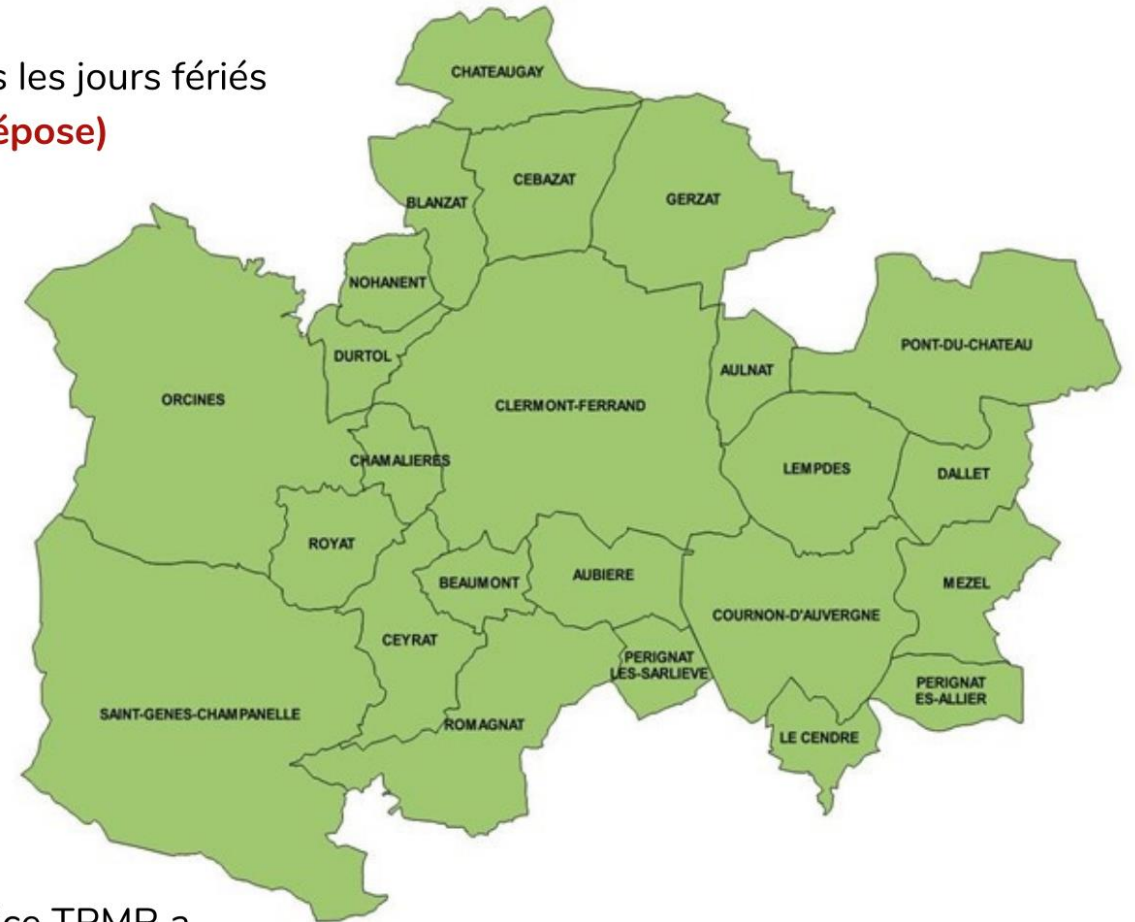 s les jours fériés
épose)
CHATEAUGAY
CEBAZAT
GERZAT
BLANZAT
NOHANENT
DURTOL
PONT-DU-CHATEAU
AULNAT
ORCINES
CLERMONT-FERRAND
CHAMALIERES
LEMPDES
DALLET
ROYAT
BEAUMONT
AUBIERE
MEZEL
COURNON-D'AUVERGNE
CEYRAT
PERIGNAT
LES-SARLIEVE
PERIGNAT
ES-ALLIER
SAINT-GENES-CHAMPANELLE
ROMAGNAT
LE CENDRE
ice TPMR a